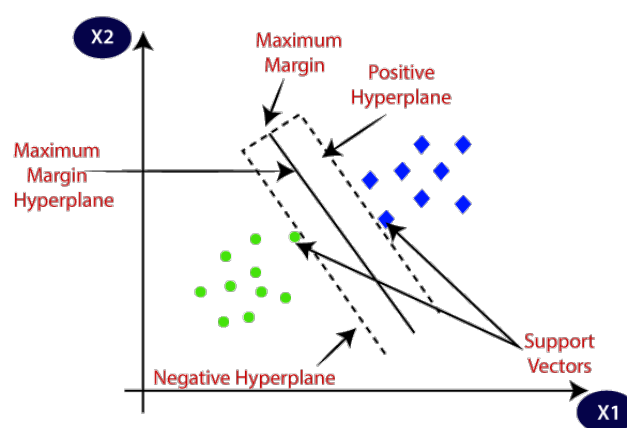 X2
Maximum
Margin
Positive
Hyperplane
Maximum
Margin
Hyperplane
Support
Vectors
Negative Hyperplane
X1